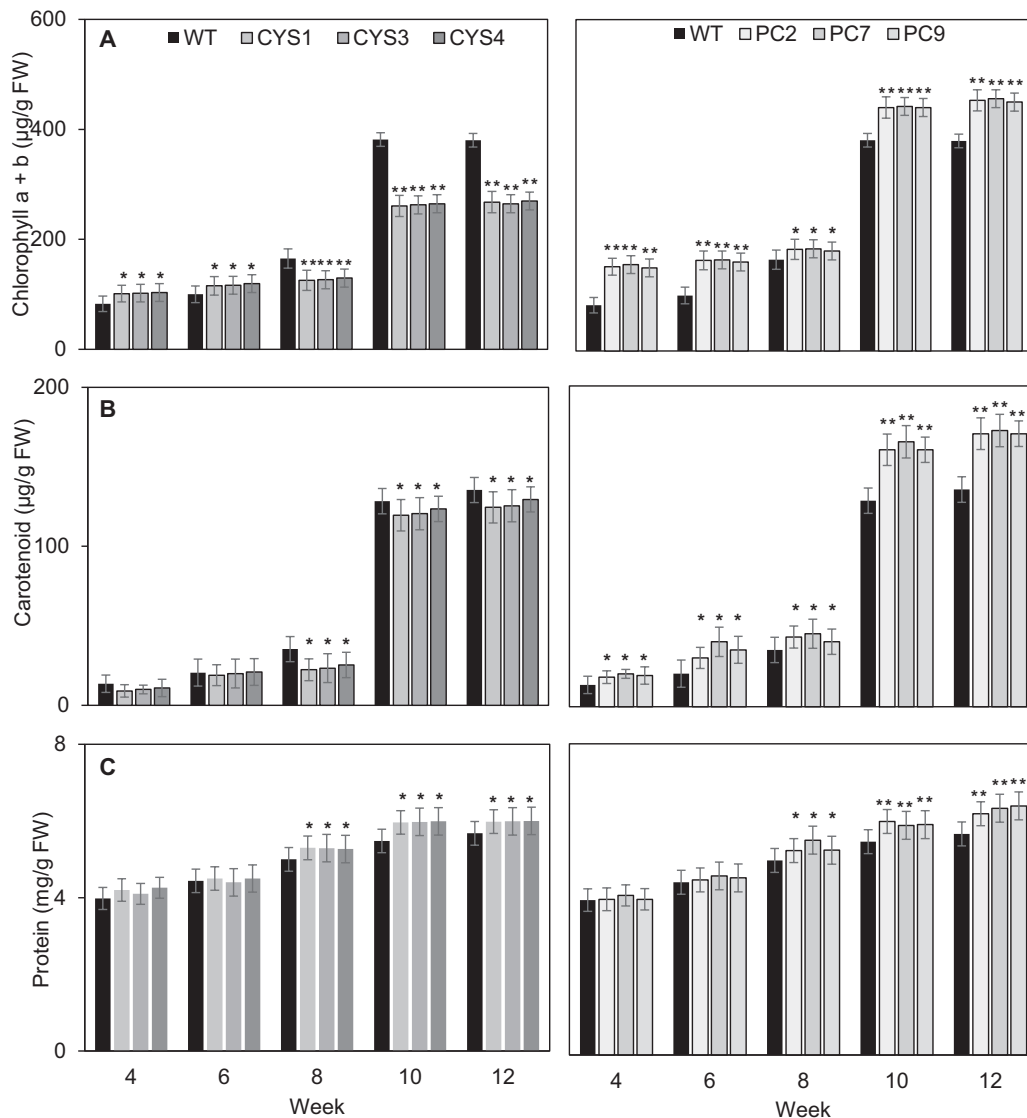 600
A
WT CYS1 CYS3 CYS4
WT PC2 PC7 PC9
Chlorophyll a + b (µg/g FW)
400
200
0
* * *
* * *
** ** **
** ** **
** ** **
** ** **
** ** **
* * *
** ** **
** ** **
200
B
Carotenoid (µg/g FW)
100
0
* * *
* * *
* * *
* * *
* * *
* * *
** ** **
** ** **
8
C
Protein (mg/g FW)
4
0
* * *
* * *
* * *
* * *
** ** **
** ** **
4 6 8 10 12
4 6 8 10 12
Week
Week